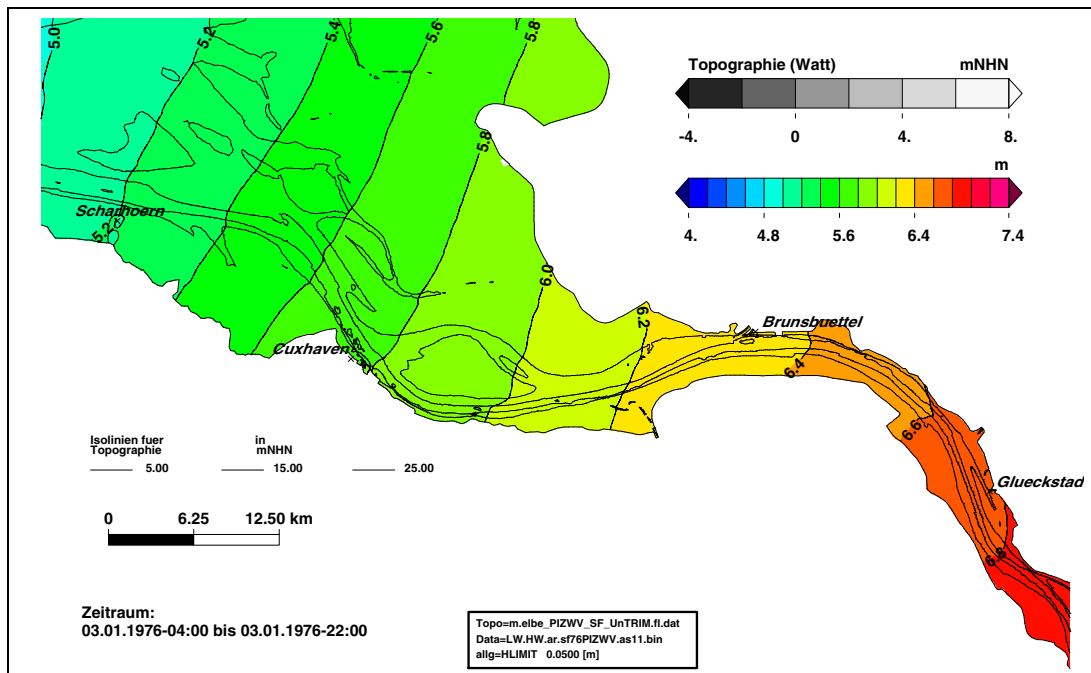 5.0
5.2
5.4
5.6
5.8
Topographie (Watt) mNHN
-4. 0 4. 8.
m
4. 4.8 5.6 6.4 7.4
5.8
Scharhoern
5.2
6.0
6.2
Brunsbuettel
Cuxhaven
6.4
6.6
Isolinien fuer in
Topographie mNHN
5.00 15.00 25.00
Glueckstad
0 6.25 12.50 km
6.8
Zeitraum:
03.01.1976-04:00 bis 03.01.1976-22:00
Topo=m.elbe_PIZWV_SF_UnTRIM.fl.dat
Data=LW.HW.ar.sf76PIZWV.as11.bin
allg=HLIMIT 0.0500 [m]